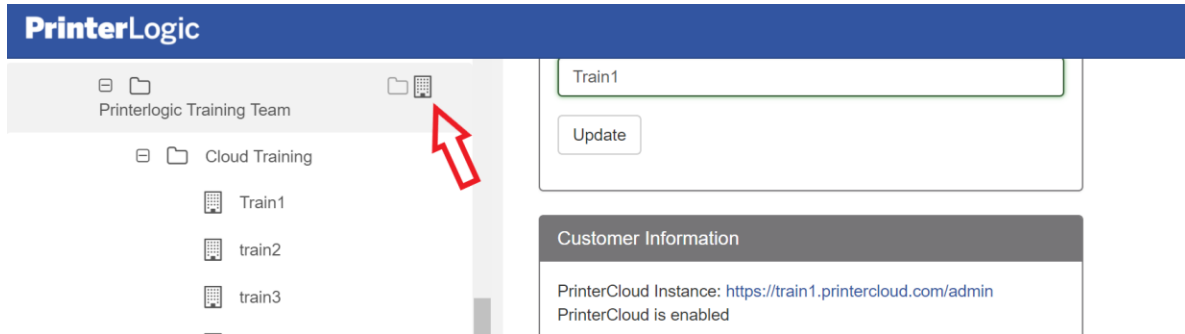 PrinterLogic
Printerlogic Training Team
Cloud Training
Train1
train2
train3
Train1
Update
Customer Information
PrinterCloud Instance: https://train1.printercloud.com/admin
PrinterCloud is enabled